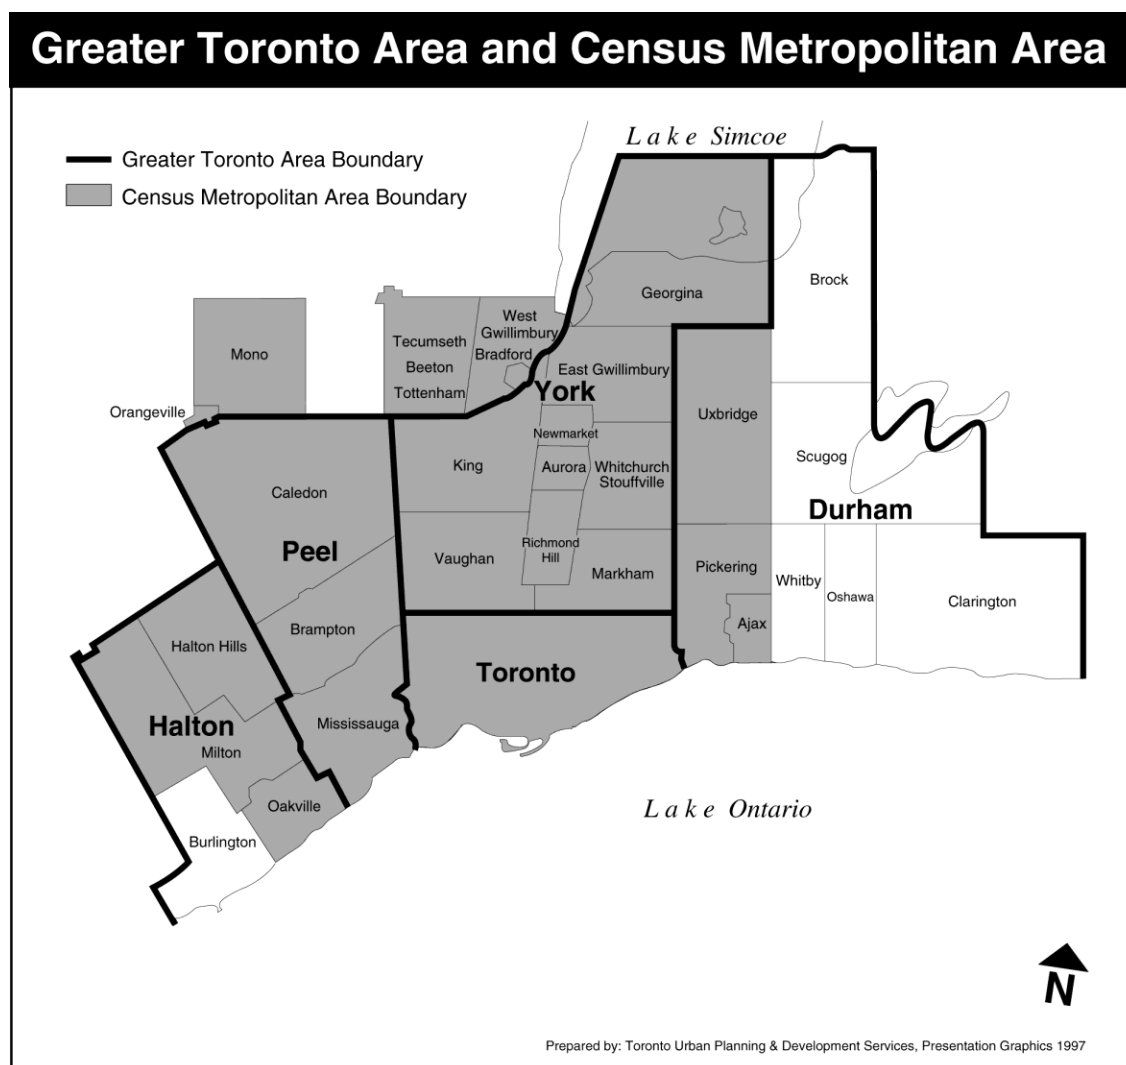 Greater Toronto Area and Census Metropolitan Area
Lake Simcoe
Greater Toronto Area Boundary
Census Metropolitan Area Boundary
Brock
Georgina
West
Gwillimbury
Tecumseth
Bradford
Mono
Beeton
East Gwillimbury
Tottenham
York
Orangeville
Uxbridge
Newmarket
Scugog
King
Aurora
Whitchurch
Stouffville
Caledon
Durham
Peel
Richmond
Hill
Vaughan
Markham
Pickering
Whitby
Oshawa
Clarington
Brampton
Ajax
Halton Hills
Toronto
Halton
Mississauga
Milton
Oakville
Lake Ontario
Burlington
N
Prepared by: Toronto Urban Planning & Development Services, Presentation Graphics 1997